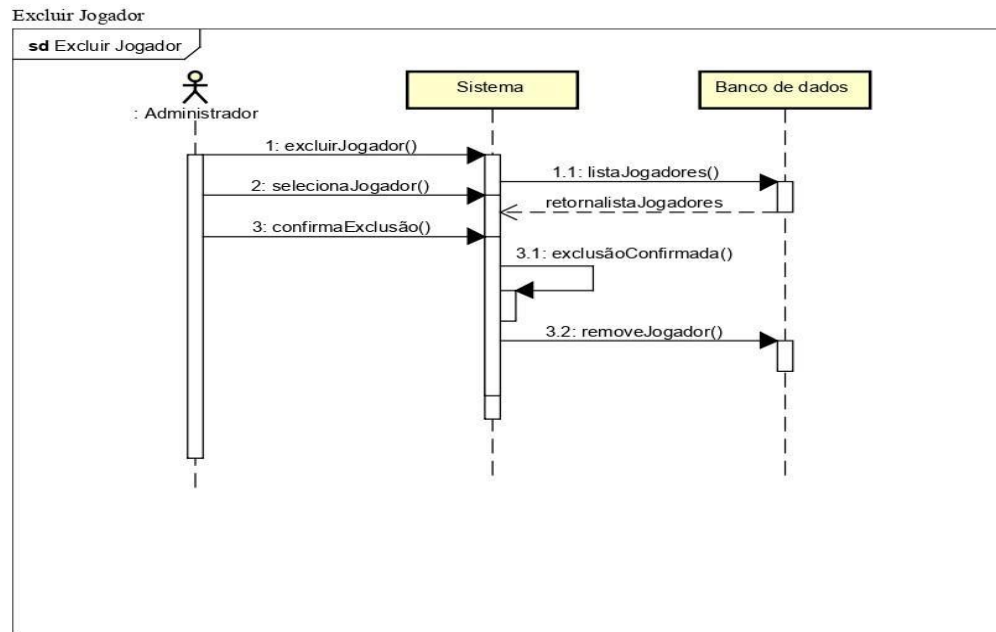 Excluir Jogador
sd Excluir Jogador
: Administrador
Sistema
Banco de dados
1: excluirJogador()
1.1: listaJogadores()
2: selecionaJogador()
retornalistaJogadores
3: confirmaExclusão()
3.1: exclusãoConfirmada()
3.2: removeJogador()